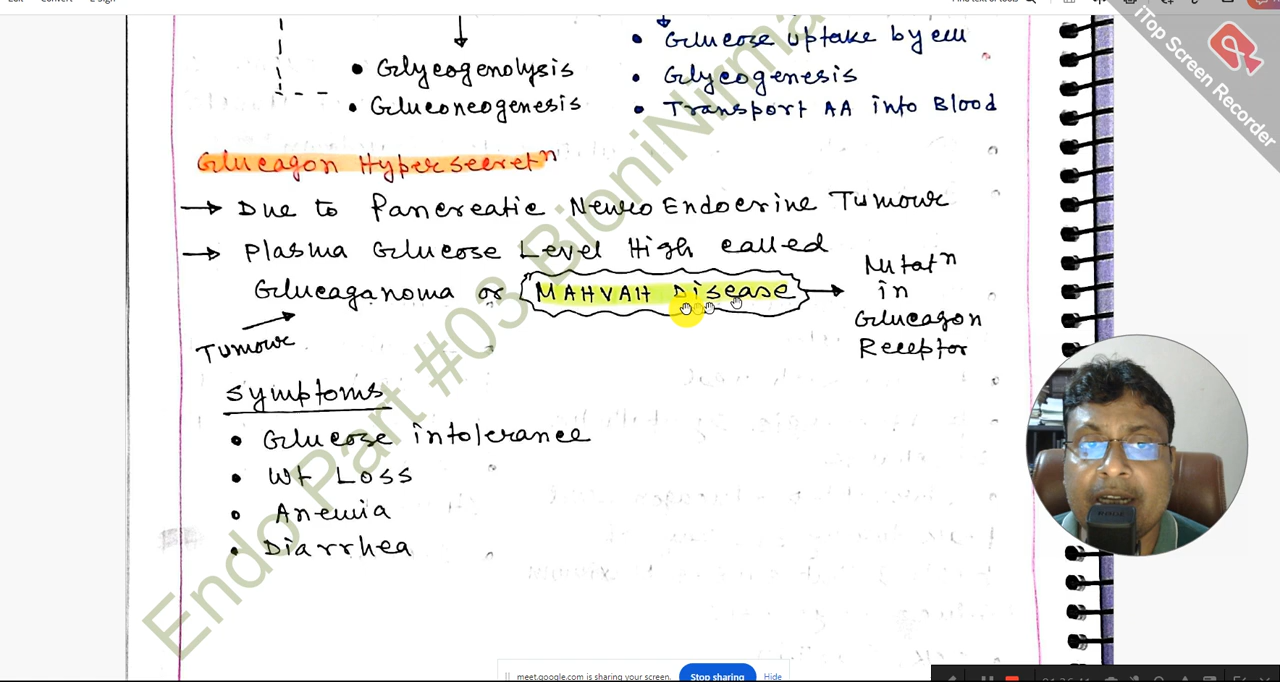 Glycogenolysis
Gluconeogenesis
Glucose uptake by cell
Glycogenesis
Transport AA into Blood
Glucagon Hypersecretⁿ
→ Due to Pancreatic Neuro Endocrine Tumour
→ Plasma Glucose Level High called
Glucaganoma or MAHVAH Disease → Mutatⁿ
in
Glucagon
Receptor
Tumour
Symptoms
• Glucose intolerance
• Wt Loss
• Anemia
• Diarrhea
Endo Part #03 BioniNirma
iTop Screen Recorder
meet.google.com is sharing your screen.
Stop sharing
Hide